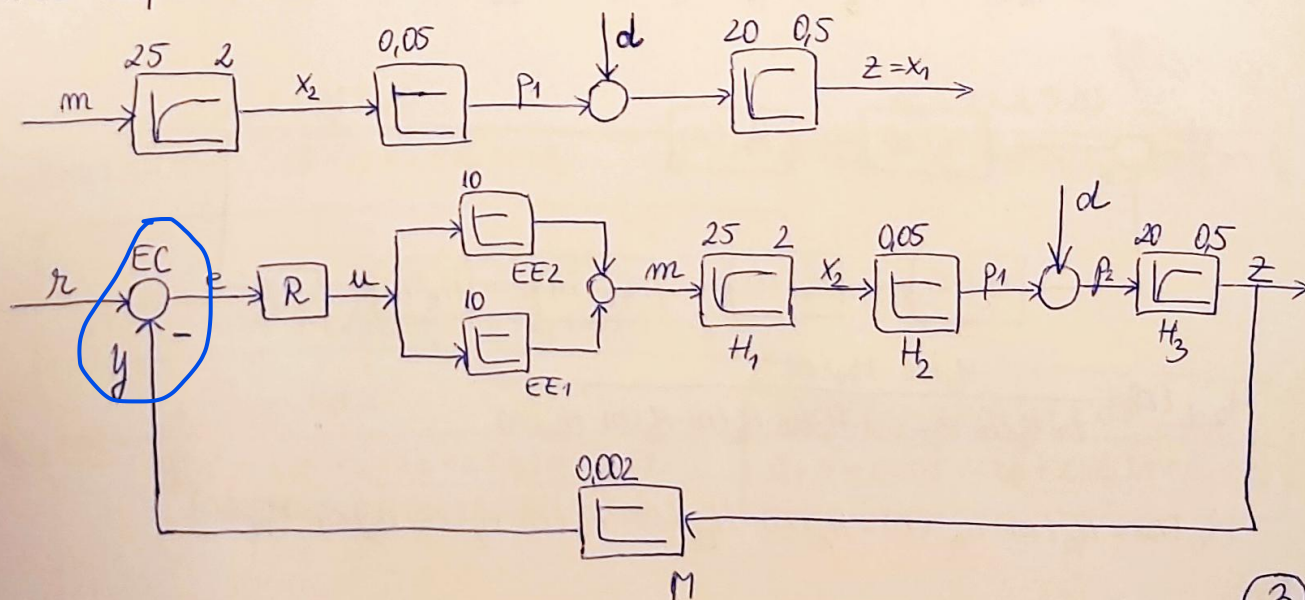 25 2 0,05 d 20 0,5
m x₂ p₁ z=x₁
10
EC d
r e R u EE2 m 25 2 x₂ 0,05 p₁ p₂ 20 0,5 z
10
y - H₁ H₂ H₃
EE1
0,002
M